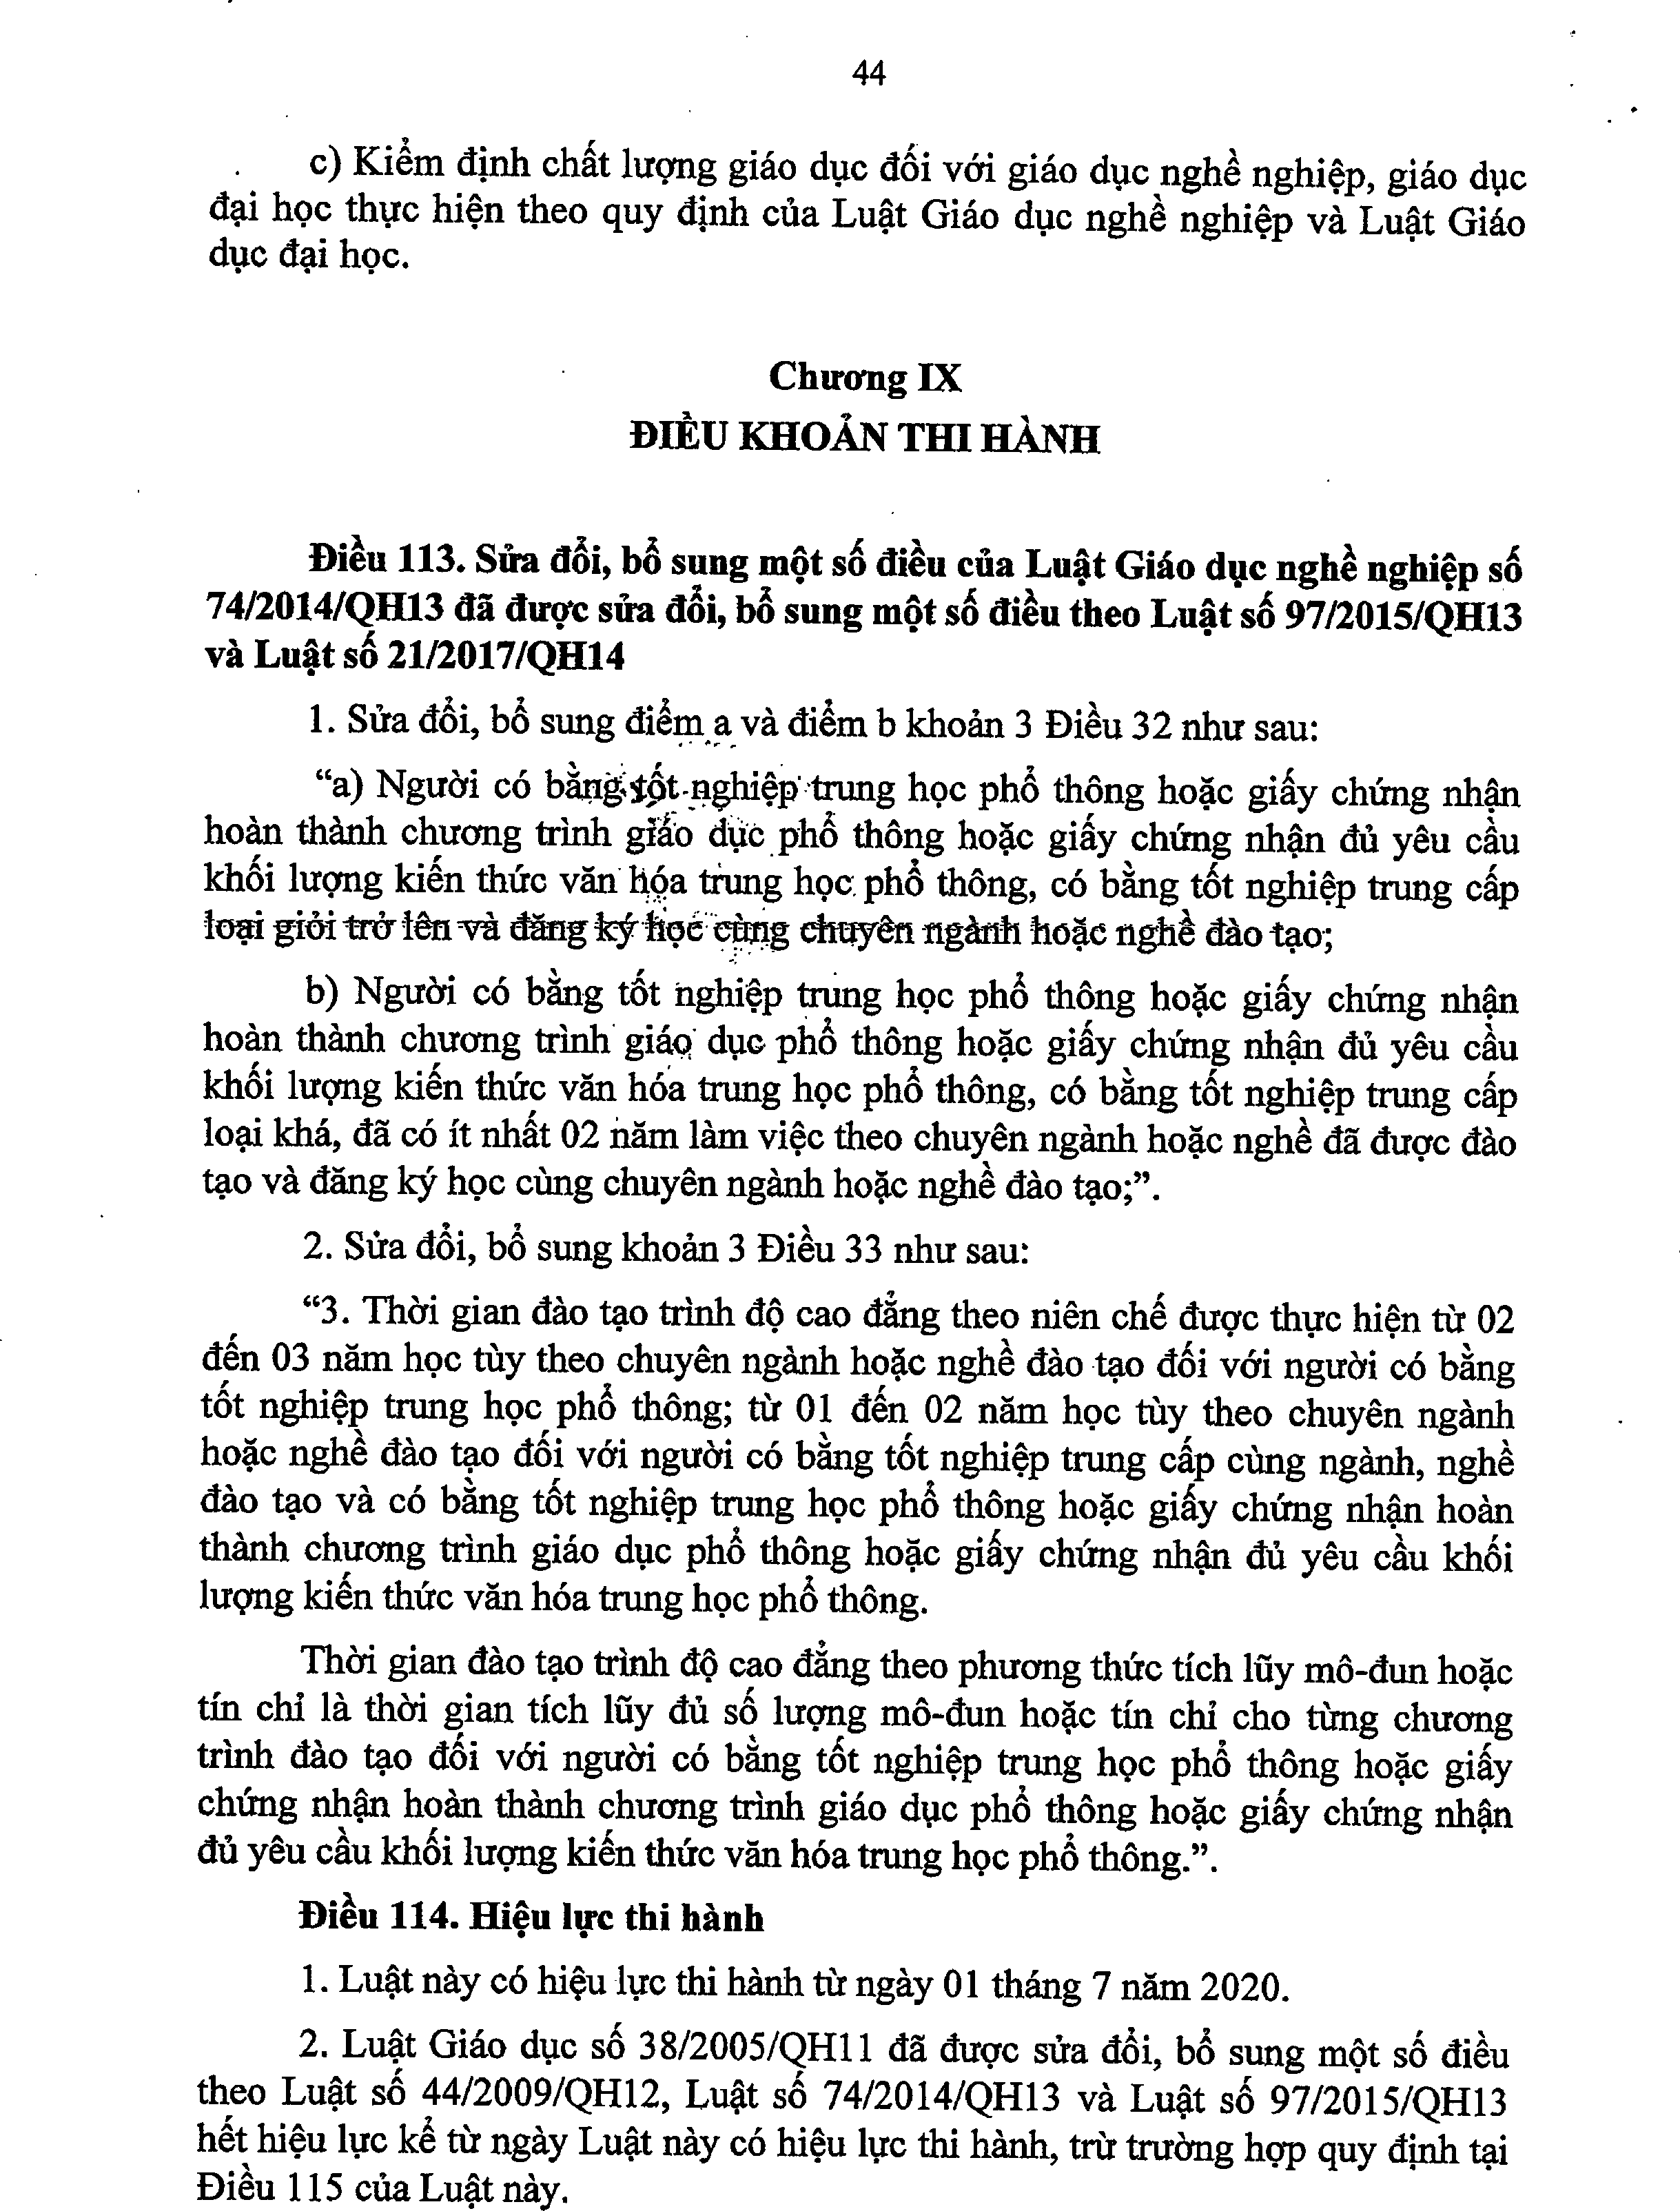 44
c) Kiểm định chất lượng giáo dục đối với giáo dục nghề nghiệp, giáo dục
đại học thực hiện theo quy định của Luật Giáo dục nghề nghiệp và Luật Giáo
dục đại học.
Chương IX
ĐIỀU KHOẢN THI HÀNH
Điều 113. Sửa đổi, bổ sung một số điều của Luật Giáo dục nghề nghiệp số
74/2014/QH13 đã được sửa đổi, bổ sung một số điều theo Luật số 97/2015/QH13
và Luật số 21/2017/QH14
1. Sửa đổi, bổ sung điểm a và điểm b khoản 3 Điều 32 như sau:
“a) Người có bằng tốt nghiệp trung học phổ thông hoặc giấy chứng nhận
hoàn thành chương trình giáo dục phổ thông hoặc giấy chứng nhận đủ yêu cầu
khối lượng kiến thức văn hóa trung học phổ thông, có bằng tốt nghiệp trung cấp
loại giỏi trở lên và đăng ký học cùng chuyên ngành hoặc nghề đào tạo;
b) Người có bằng tốt nghiệp trung học phổ thông hoặc giấy chứng nhận
hoàn thành chương trình giáo dục phổ thông hoặc giấy chứng nhận đủ yêu cầu
khối lượng kiến thức văn hóa trung học phổ thông, có bằng tốt nghiệp trung cấp
loại khá, đã có ít nhất 02 năm làm việc theo chuyên ngành hoặc nghề đã được đào
tạo và đăng ký học cùng chuyên ngành hoặc nghề đào tạo;”.
2. Sửa đổi, bổ sung khoản 3 Điều 33 như sau:
“3. Thời gian đào tạo trình độ cao đẳng theo niên chế được thực hiện từ 02
đến 03 năm học tùy theo chuyên ngành hoặc nghề đào tạo đối với người có bằng
tốt nghiệp trung học phổ thông; từ 01 đến 02 năm học tùy theo chuyên ngành
hoặc nghề đào tạo đối với người có bằng tốt nghiệp trung cấp cùng ngành, nghề
đào tạo và có bằng tốt nghiệp trung học phổ thông hoặc giấy chứng nhận hoàn
thành chương trình giáo dục phổ thông hoặc giấy chứng nhận đủ yêu cầu khối
lượng kiến thức văn hóa trung học phổ thông.
Thời gian đào tạo trình độ cao đẳng theo phương thức tích lũy mô-đun hoặc
tín chỉ là thời gian tích lũy đủ số lượng mô-đun hoặc tín chỉ cho từng chương
trình đào tạo đối với người có bằng tốt nghiệp trung học phổ thông hoặc giấy
chứng nhận hoàn thành chương trình giáo dục phổ thông hoặc giấy chứng nhận
đủ yêu cầu khối lượng kiến thức văn hóa trung học phổ thông.”.
Điều 114. Hiệu lực thi hành
1. Luật này có hiệu lực thi hành từ ngày 01 tháng 7 năm 2020.
2. Luật Giáo dục số 38/2005/QH11 đã được sửa đổi, bổ sung một số điều
theo Luật số 44/2009/QH12, Luật số 74/2014/QH13 và Luật số 97/2015/QH13
hết hiệu lực kể từ ngày Luật này có hiệu lực thi hành, trừ trường hợp quy định tại
Điều 115 của Luật này.